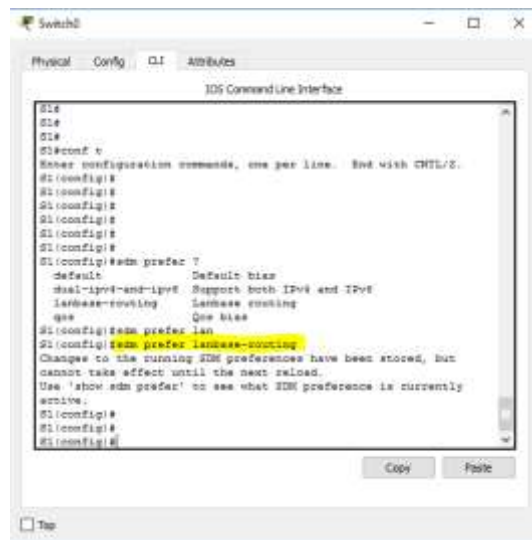 Switch0
Physical Config CLI Attributes
IOS Command Line Interface
S1#
S1#
S1#
S1#conf t
Enter configuration commands, one per line. End with CNTL/Z.
S1(config)#
S1(config)#
S1(config)#
S1(config)#
S1(config)#
S1(config)#
S1(config)#sdm prefer ?
default Default bias
dual-ipv4-and-ipv6 Support both IPv4 and IPv6
lanbase-routing Lanbase routing
qos Qos bias
S1(config)#sdm prefer lan
S1(config)#sdm prefer lanbase-routing
Changes to the running SDM preferences have been stored, but
cannot take effect until the next reload.
Use 'show sdm prefer' to see what SDM preference is currently
active.
S1(config)#
S1(config)#
S1(config)#
Copy Paste
Top